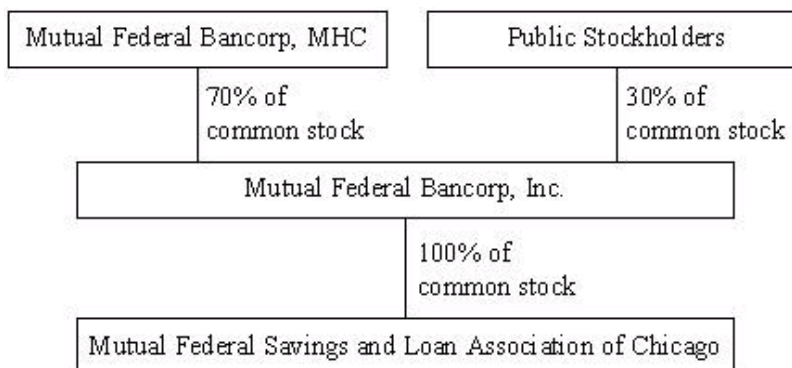 Mutual Federal Bancorp, MHC
Public Stockholders
70% of
common stock
30% of
common stock
Mutual Federal Bancorp, Inc.
100% of
common stock
Mutual Federal Savings and Loan Association of Chicago